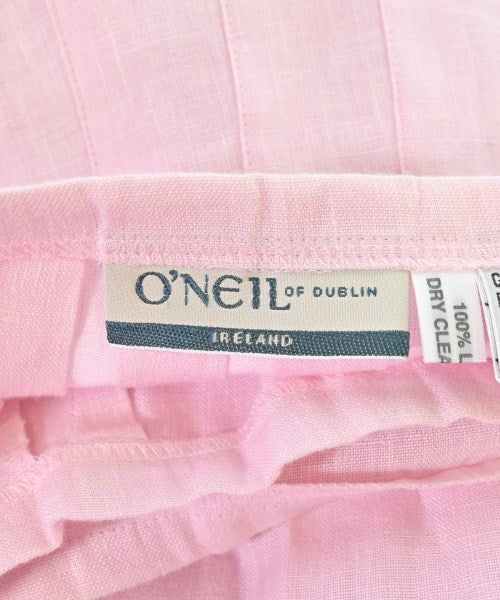 O'NEIL OF DUBLIN
IRELAND
100% L
DRY CLEA